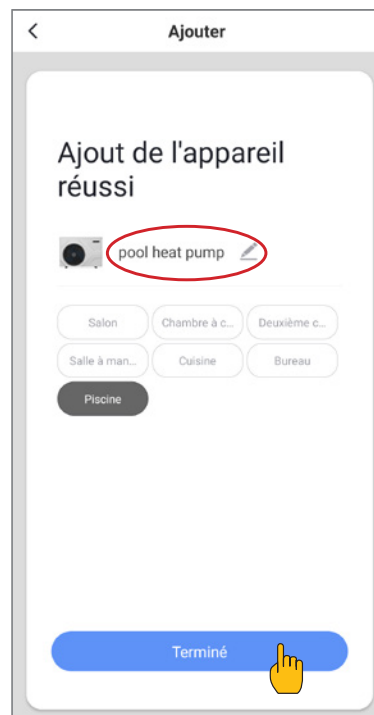 Ajouter
Ajout de l'appareil
réussi
pool heat pump
Salon
Chambre à c...
Deuxième c...
Salle à man...
Cuisine
Bureau
Piscine
Terminé